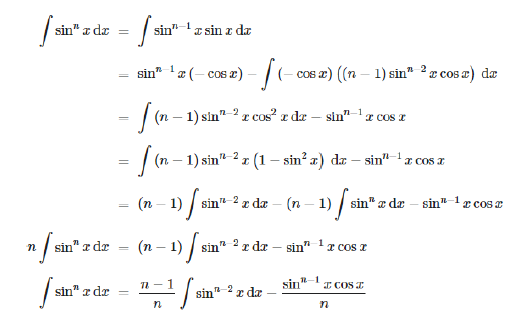 ∫ sinⁿ x dx = ∫ sinⁿ⁻¹ x sin x dx
= sinⁿ⁻¹ x (− cos x) − ∫ (− cos x) ((n − 1) sinⁿ⁻² x cos x) dx
= ∫ (n − 1) sinⁿ⁻² x cos² x dx − sinⁿ⁻¹ x cos x
= ∫ (n − 1) sinⁿ⁻² x (1 − sin² x) dx − sinⁿ⁻¹ x cos x
= (n − 1) ∫ sinⁿ⁻² x dx − (n − 1) ∫ sinⁿ x dx − sinⁿ⁻¹ x cos x
n ∫ sinⁿ x dx = (n − 1) ∫ sinⁿ⁻² x dx − sinⁿ⁻¹ x cos x
∫ sinⁿ x dx = (n − 1)/n ∫ sinⁿ⁻² x dx − (sinⁿ⁻¹ x cos x)/n